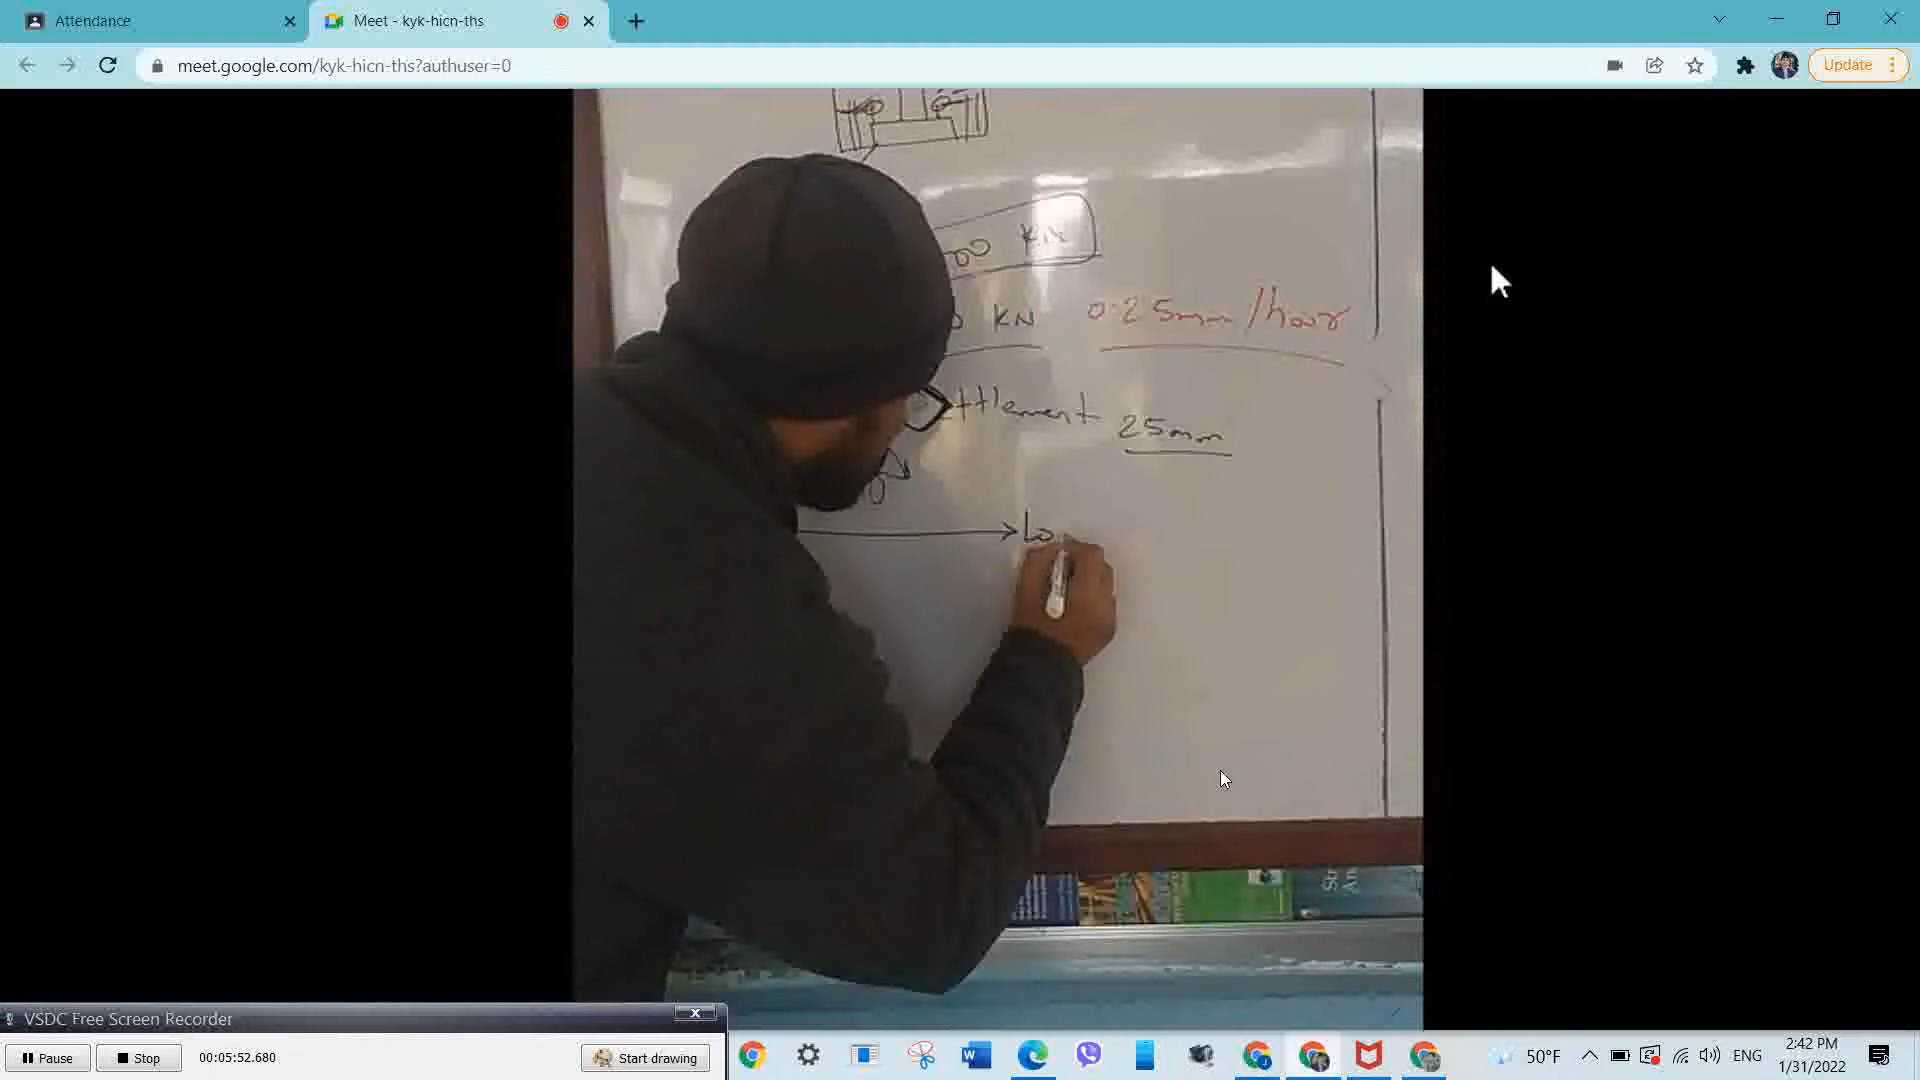 Attendance
Meet - kyk-hicn-ths
meet.google.com/kyk-hicn-ths?authuser=0
Update
KN
KN 0.25mm/hour
ttlement 25mm
Lo
Str
An
VSDC Free Screen Recorder
x
Pause
Stop
00:05:52.680
Start drawing
50°F
ENG
2:42 PM
1/31/2022